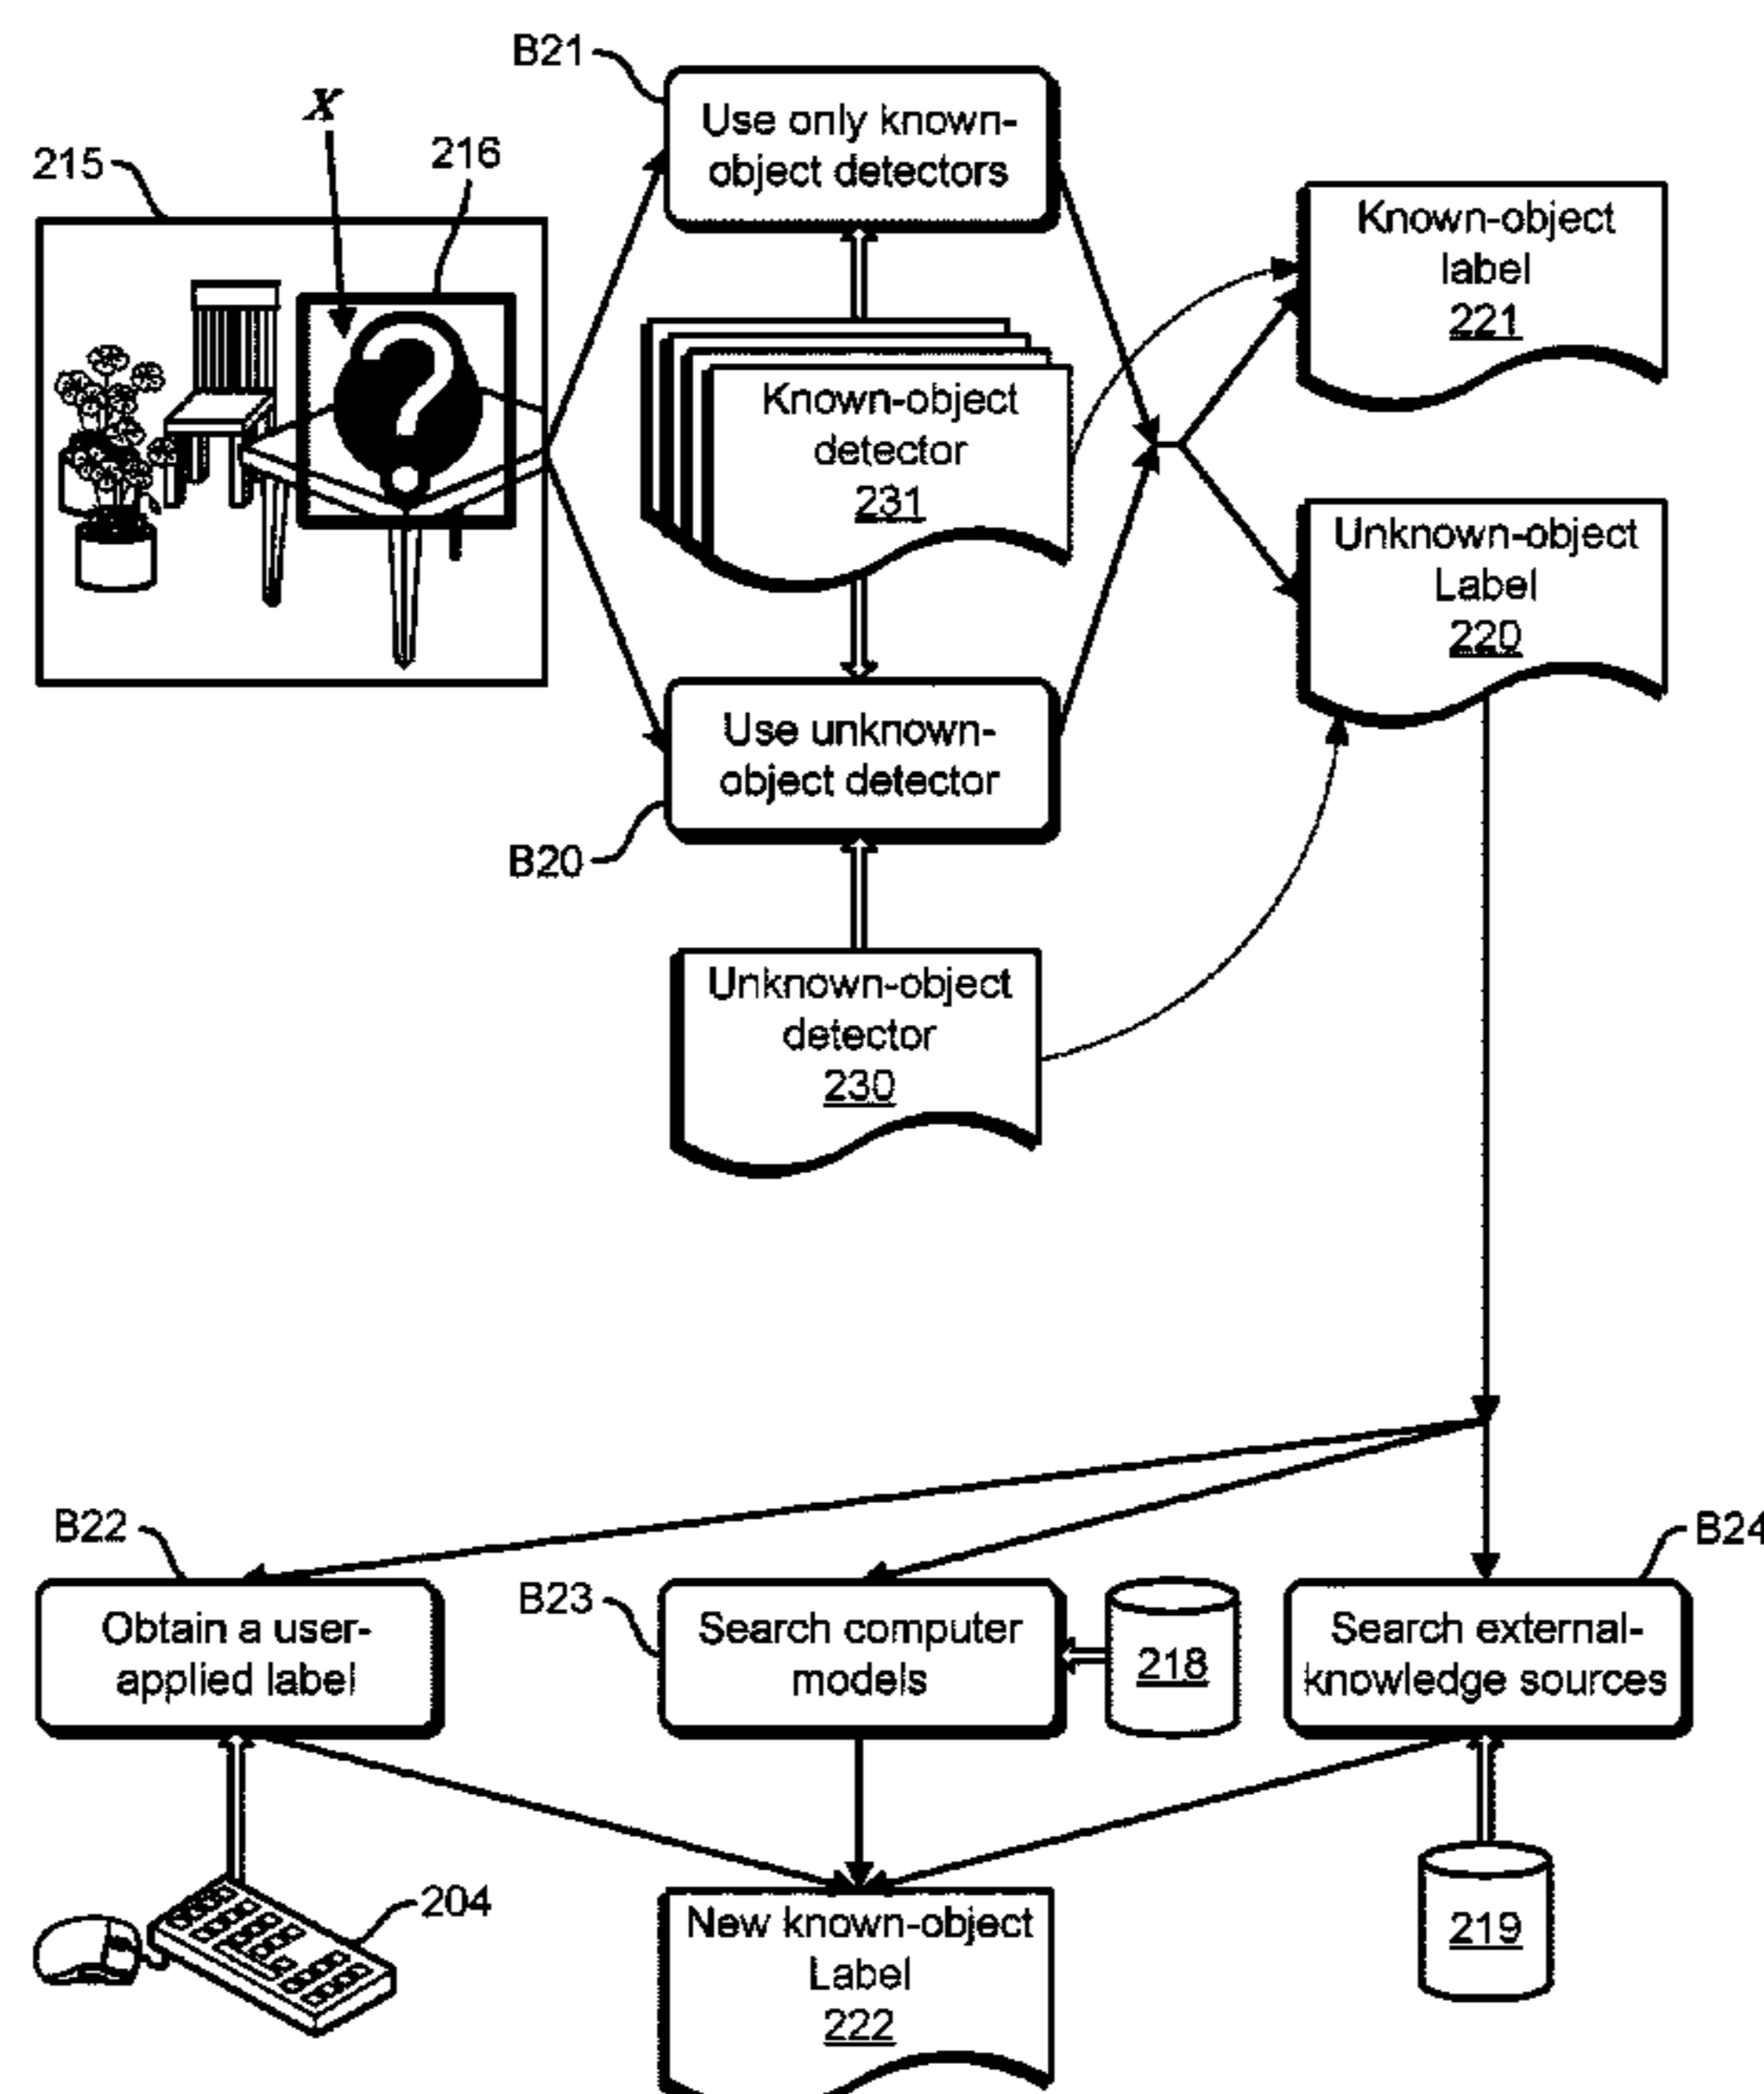 B21
Use only known-
object detectors
X
216
215
Known-object
label
221
Known-object
detector
231
Unknown-object
Label
220
Use unknown-
object detector
B20
Unknown-object
detector
230
B22
Obtain a user-
applied label
B23
Search computer
models
218
B24
Search external-
knowledge sources
204
New known-object
Label
222
219